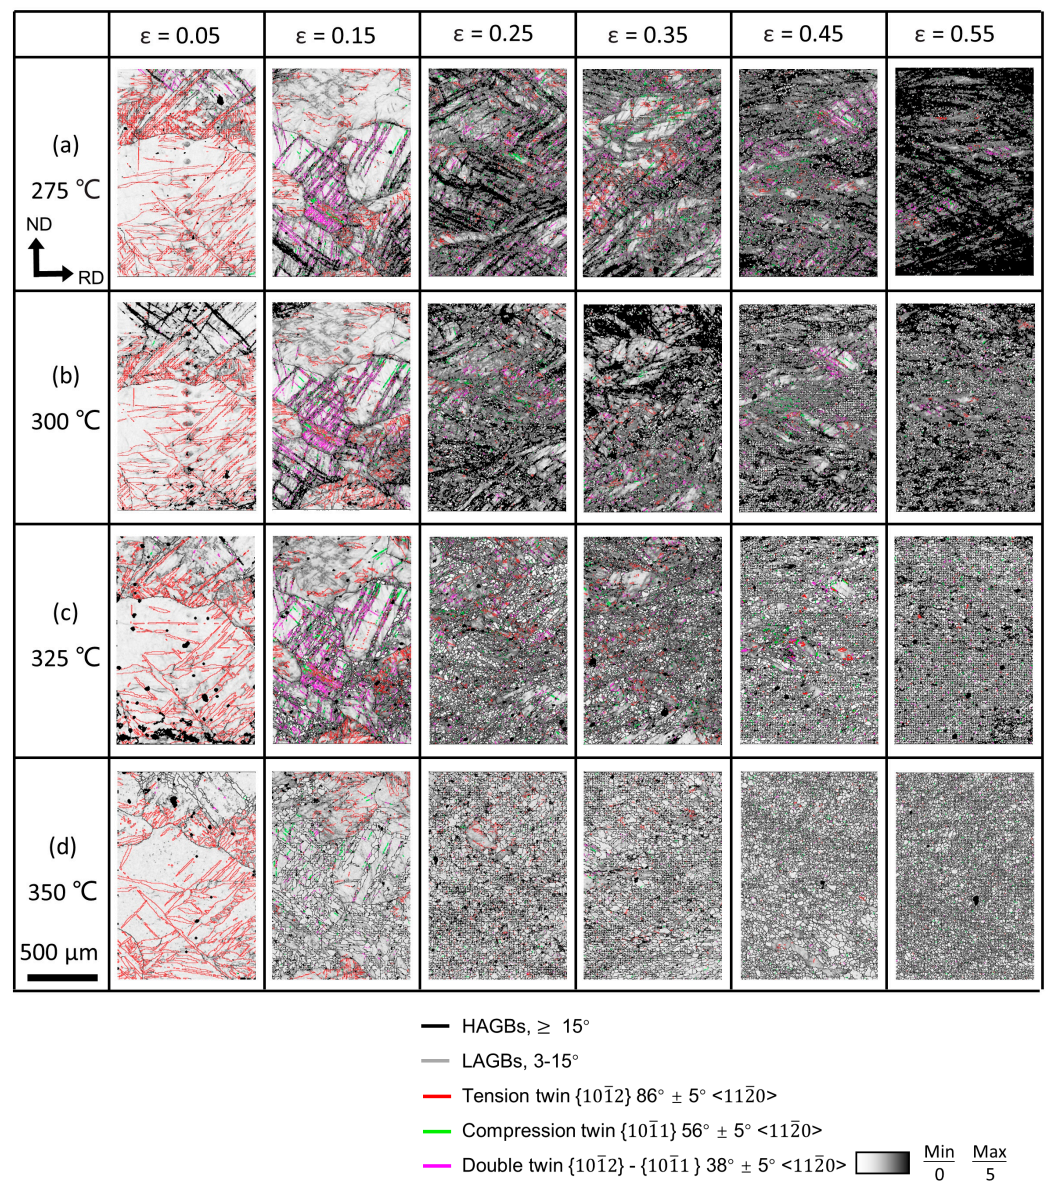 ε = 0.05 ε = 0.15 ε = 0.25 ε = 0.35 ε = 0.45 ε = 0.55
(a)
275 ℃
ND
RD
(b)
300 ℃
(c)
325 ℃
(d)
350 ℃
500 μm
HAGBs, ≥ 15°
LAGBs, 3-15°
Tension twin {101̅2} 86° ± 5° <112̅0>
Compression twin {101̅1} 56° ± 5° <112̅0>
Double twin {101̅2} - {101̅1 } 38° ± 5° <112̅0> Min Max
0 5